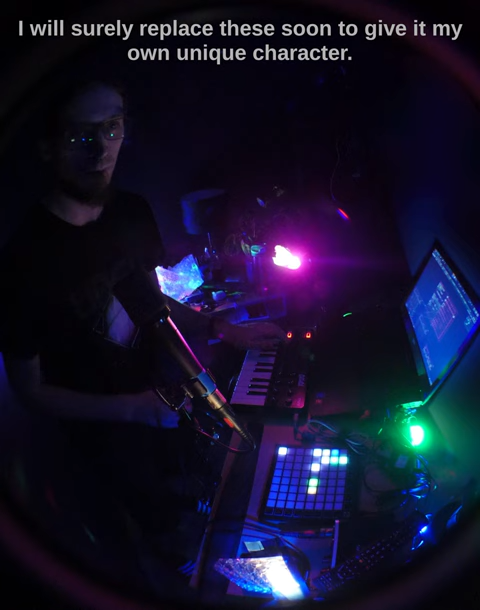 I will surely replace these soon to give it my
own unique character.